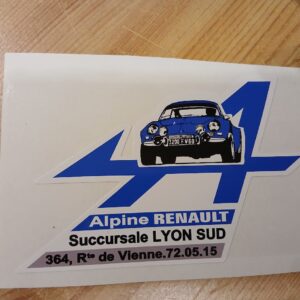 Alpine RENAULT
Succursale LYON SUD
364, Rte de Vienne.72.05.15